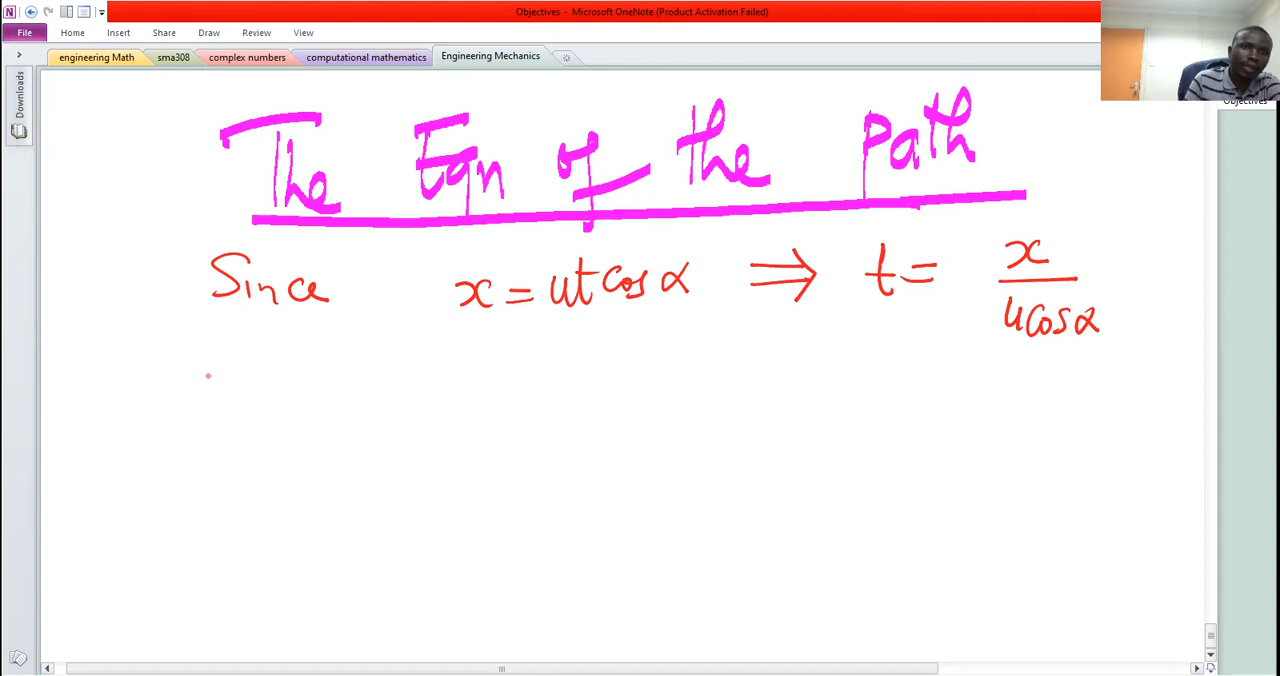 Objectives - Microsoft OneNote (Product Activation Failed)
File Home Insert Share Draw Review View
engineering Math sma308 complex numbers computational mathematics Engineering Mechanics
Objectives
Downloads
The Eqn of the Path
Since x = ut cos α ⇒ t = x / u cos α